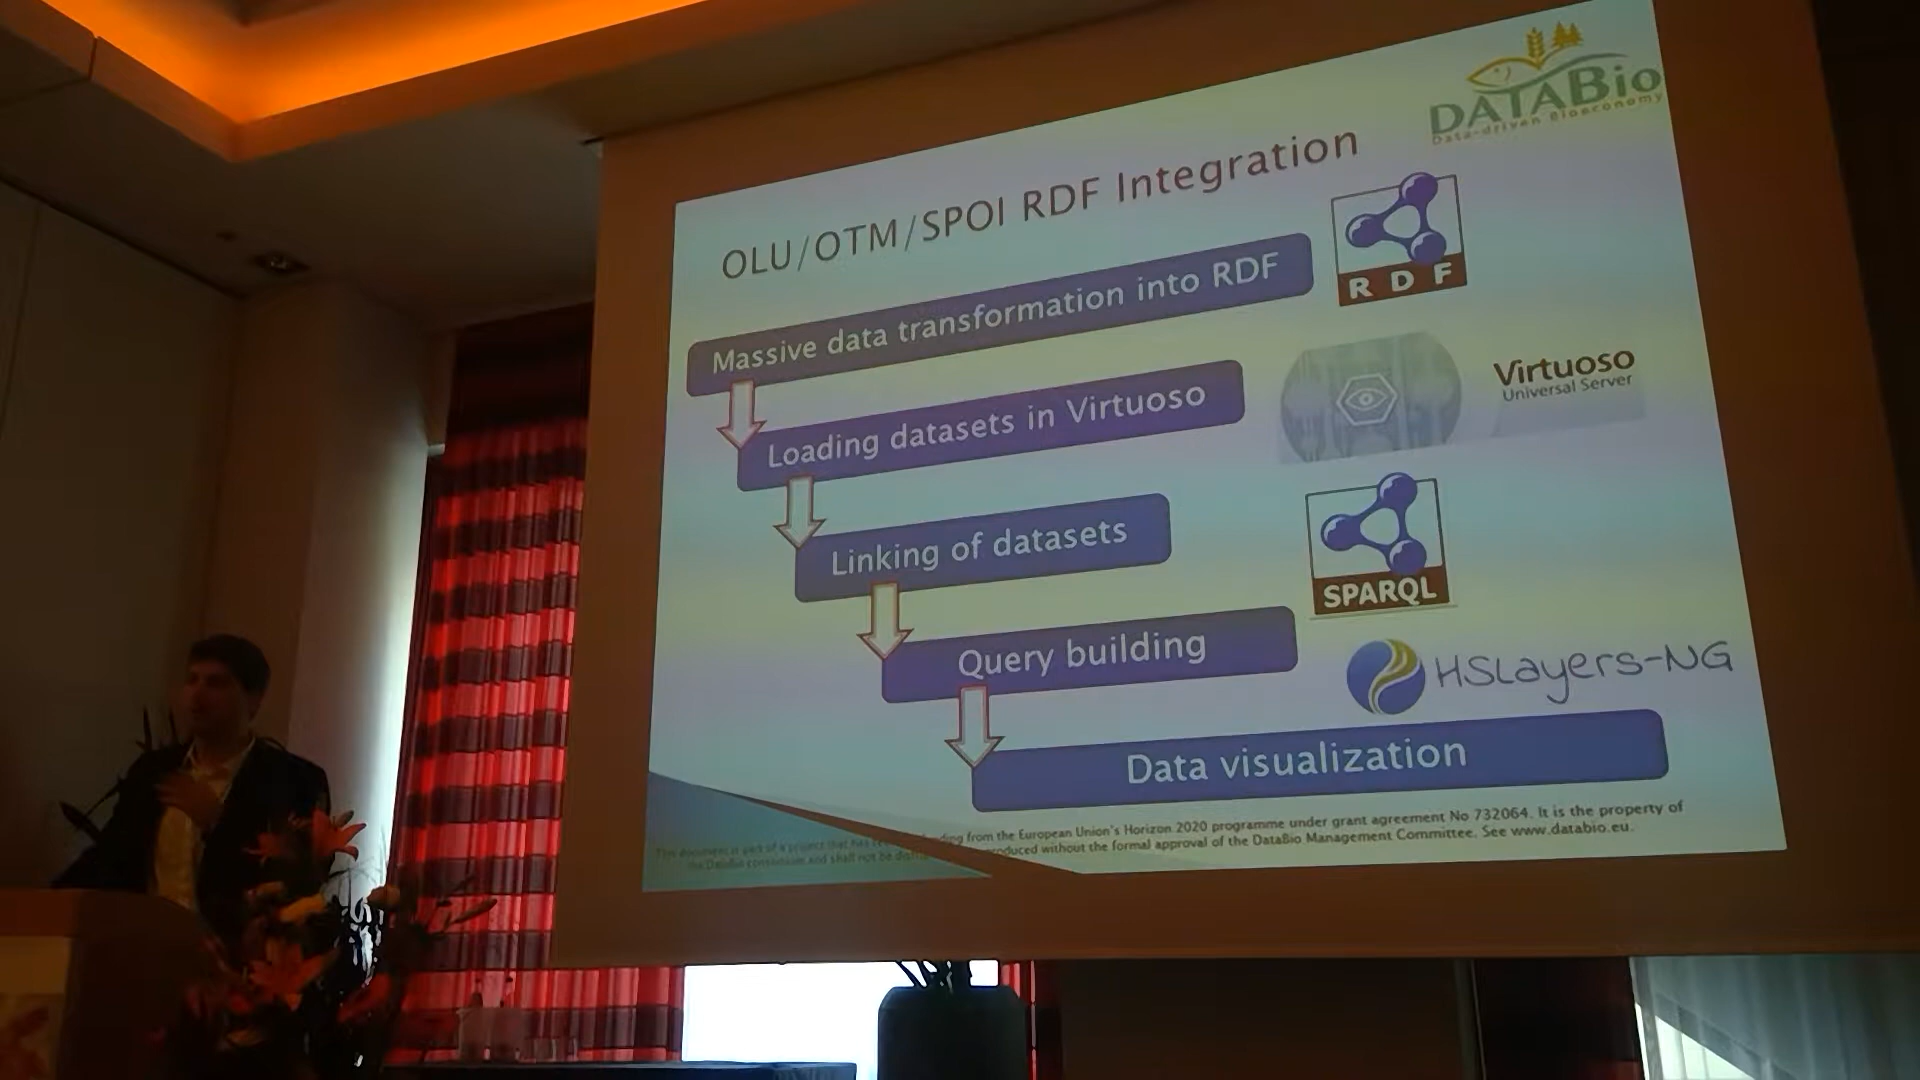 DATABio
Data-driven Bioeconomy
OLU/OTM/SPOI RDF Integration
RDF
Massive data transformation into RDF
Loading datasets in Virtuoso
Virtuoso
Universal Server
Linking of datasets
SPARQL
Query building
HSLayers-NG
Data visualization
This document is part of a project that has funding from the European Union's Horizon 2020 programme under grant agreement No 732064. It is the property of
the DataBio consortium and shall not be without the formal approval of the DataBio Management Committee. See www.databio.eu.